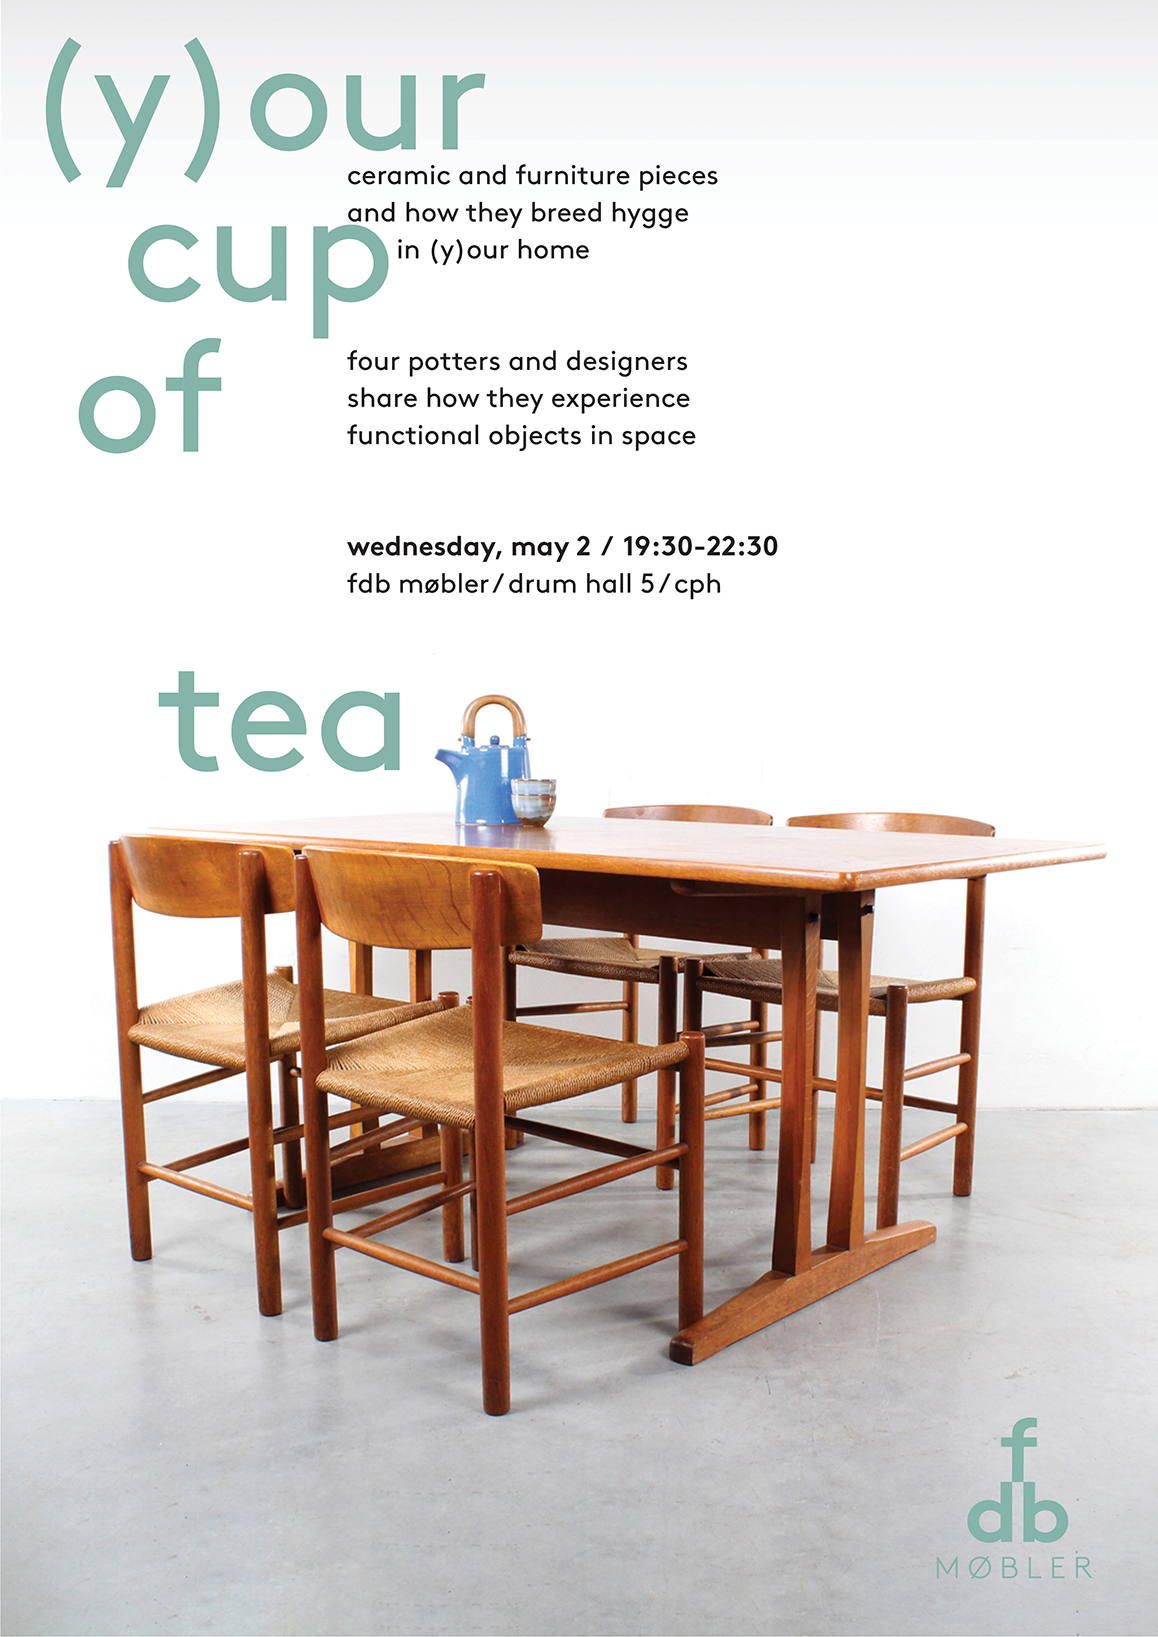 (y)our
ceramic and furniture pieces
and how they breed hygge
in (y)our home
cup
of
four potters and designers
share how they experience
functional objects in space
wednesday, may 2 / 19:30-22:30
fdb møbler/drum hall 5/cph
tea
f
db
MØBLER